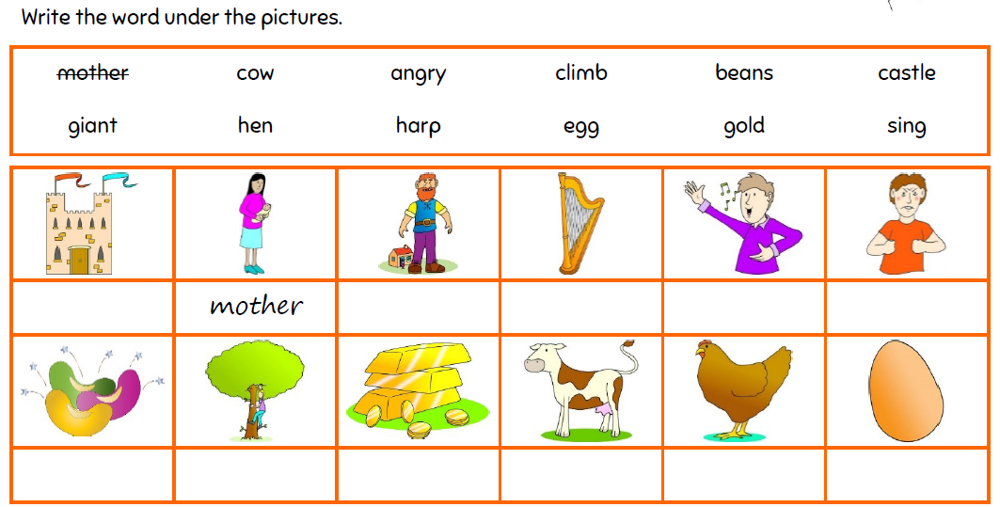 Write the word under the pictures.
mother cow angry climb beans castle
giant hen harp egg gold sing
mother